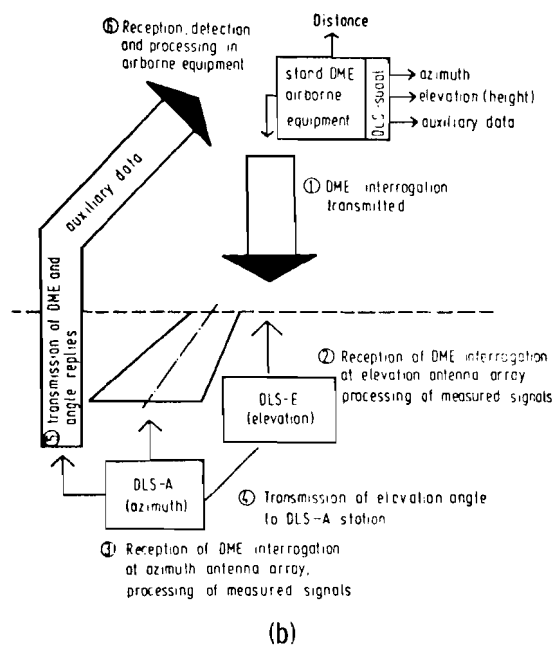 ⑥ Reception, detection
and processing in
airborne equipment
Distance
stand DME
airborne
equipment
DLS-suppl
azimuth
elevation (height)
auxiliary data
① DME interrogation
transmitted
auxiliary data
⑤ transmission of DME and
angle replies
② Reception of DME interrogation
at elevation antenna array
processing of measured signals
DLS-E
(elevation)
DLS-A
(azimuth)
④ Transmission of elevation angle
to DLS-A station
③ Reception of DME interrogation
at azimuth antenna array,
processing of measured signals
(b)